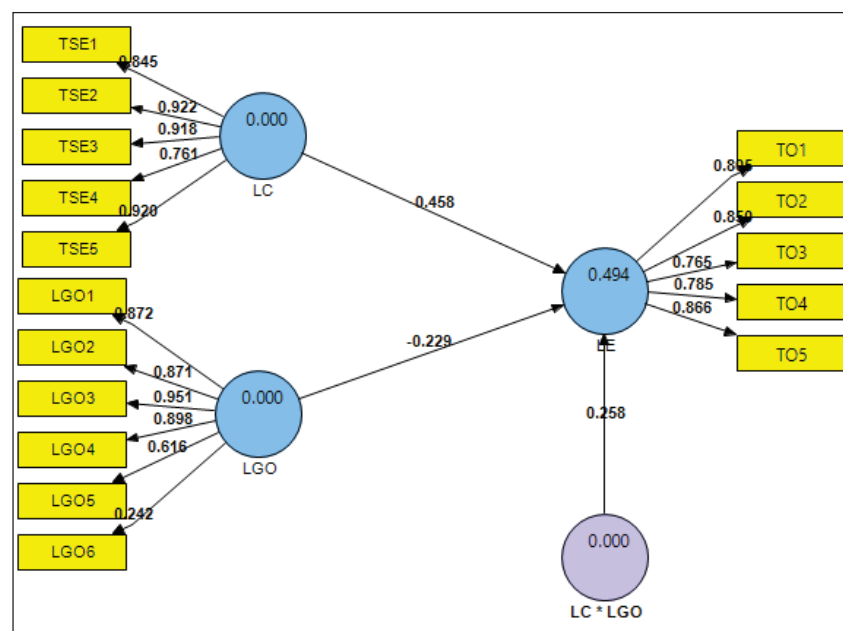 TSE1
TSE2
TSE3
TSE4
TSE5
0.845
0.922
0.918
0.761
0.920
0.000
LC
LGO1
LGO2
LGO3
LGO4
LGO5
LGO6
0.872
0.871
0.951
0.898
0.616
0.242
0.000
LGO
0.458
-0.229
0.258
0.494
LE
0.000
LC * LGO
0.765
0.785
0.866
TO1
TO2
TO3
TO4
TO5